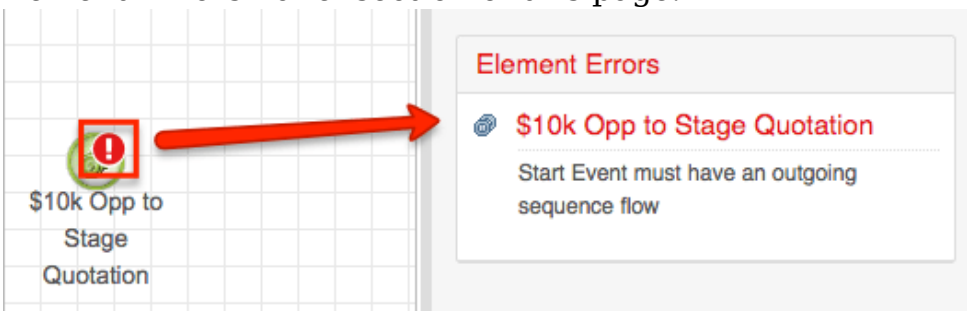 Element Errors
$10k Opp to Stage Quotation
Start Event must have an outgoing
sequence flow
$10k Opp to
Stage
Quotation